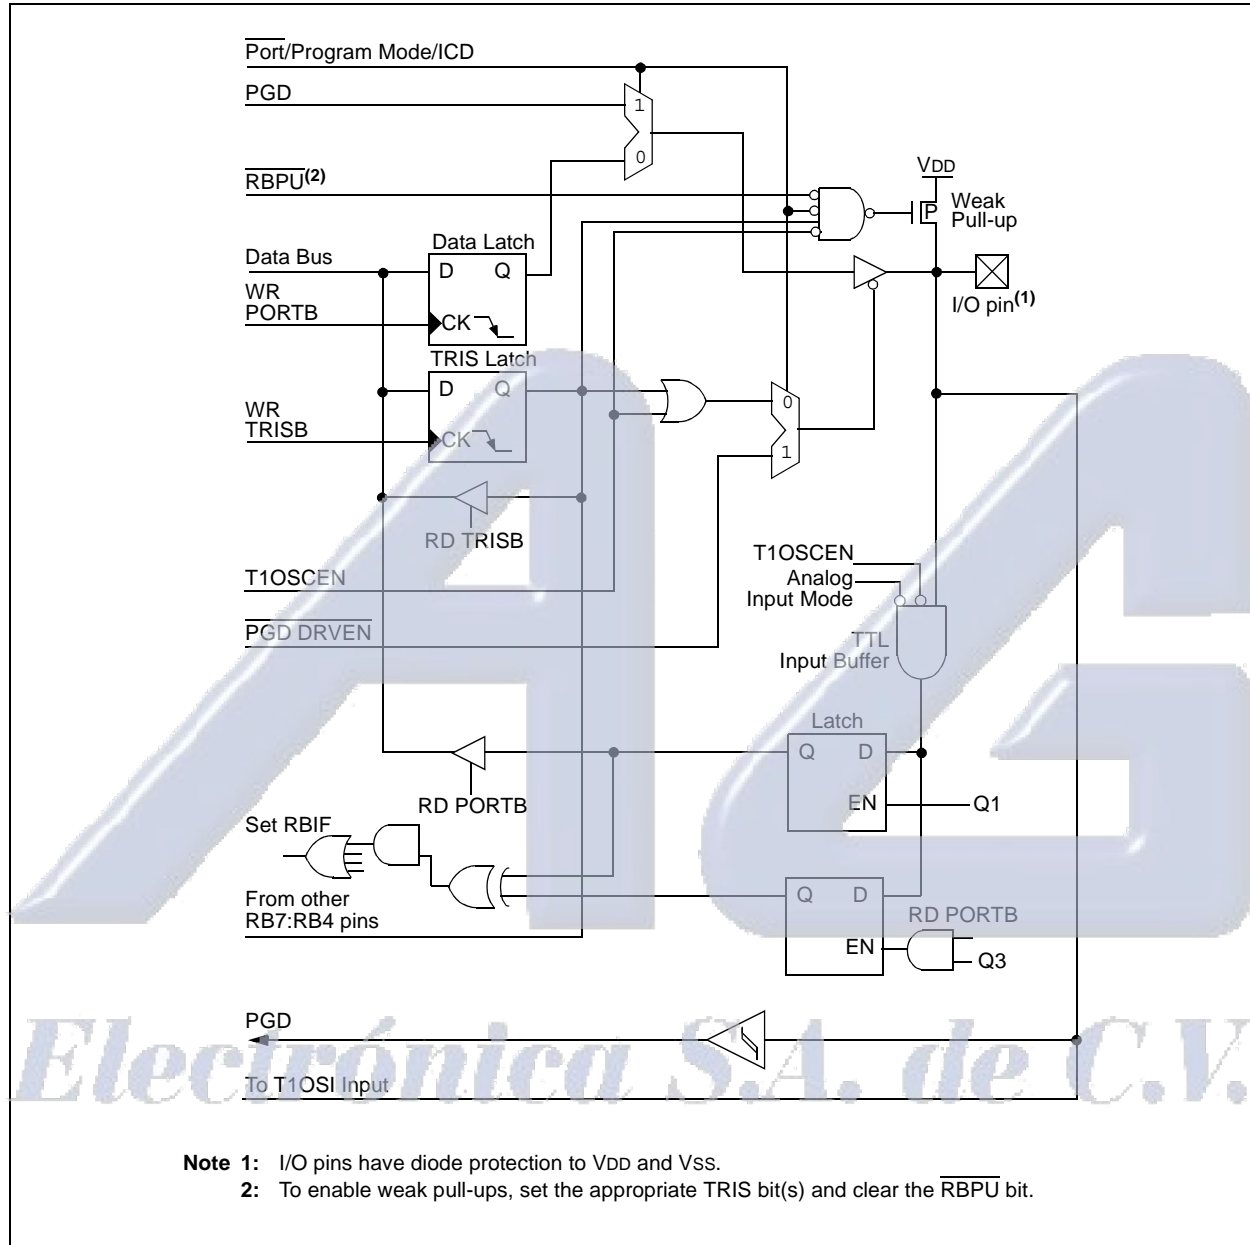 Port/Program Mode/ICD
PGD
1
0
RBPU(2)
VDD
P
Weak
Pull-up
Data Bus
Data Latch
D Q
WR
PORTB
CK
I/O pin(1)
TRIS Latch
D Q
WR
TRISB
CK
0
1
RD TRISB
T1OSCEN
T1OSCEN
Analog
Input Mode
PGD DRVEN
TTL
Input Buffer
Latch
Q D
EN
Q1
RD PORTB
Set RBIF
Q D
From other
RB7:RB4 pins
RD PORTB
EN
Q3
PGD
To T1OSI Input
AG
Electrónica S.A. de C.V.
Note 1: I/O pins have diode protection to VDD and VSS.
2: To enable weak pull-ups, set the appropriate TRIS bit(s) and clear the RBPU bit.